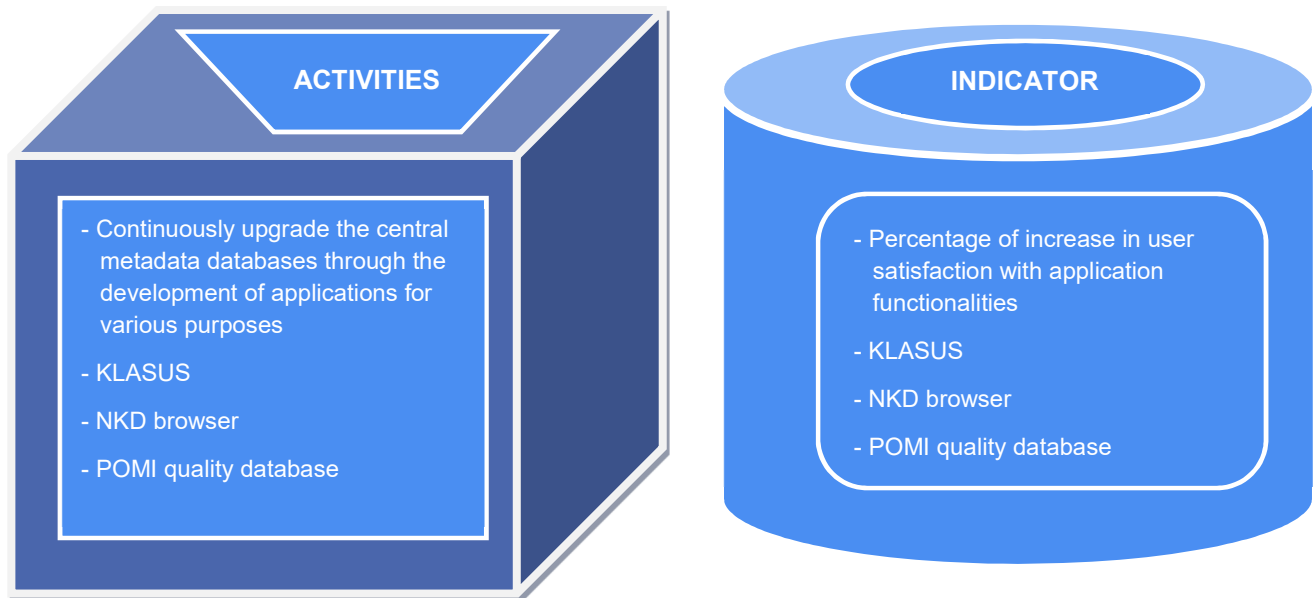 ACTIVITIES
- Continuously upgrade the central
metadata databases through the
development of applications for
various purposes
- KLASUS
- NKD browser
- POMI quality database
INDICATOR
- Percentage of increase in user
satisfaction with application
functionalities
- KLASUS
- NKD browser
- POMI quality database